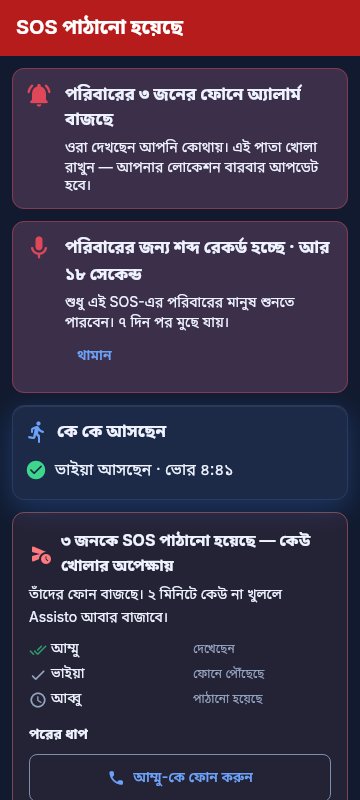 SOS পাঠানো হয়েছে
পরিবারের ৩ জনের ফোনে অ্যালার্ম
বাজছে
ওরা দেখছেন আপনি কোথায়। এই পাতা খোলা
রাখুন — আপনার লোকেশন বারবার আপডেট
হবে।
পরিবারের জন্য শব্দ রেকর্ড হচ্ছে · আর
১৮ সেকেন্ড
শুধু এই SOS-এর পরিবারের মানুষ শুনতে
পারবেন। ৭ দিন পর মুছে যায়।
থামান
কে কে আসছেন
ভাইয়া আসছেন · ভোর ৪:৪১
৩ জনকে SOS পাঠানো হয়েছে — কেউ
খোলার অপেক্ষায়
তাঁদের ফোন বাজছে। ২ মিনিটে কেউ না খুললে
Assisto আবার বাজাবে।
আম্মু দেখেছেন
ভাইয়া ফোনে পৌঁছেছে
আব্বু পাঠানো হয়েছে
পরের ধাপ
আম্মু-কে ফোন করুন